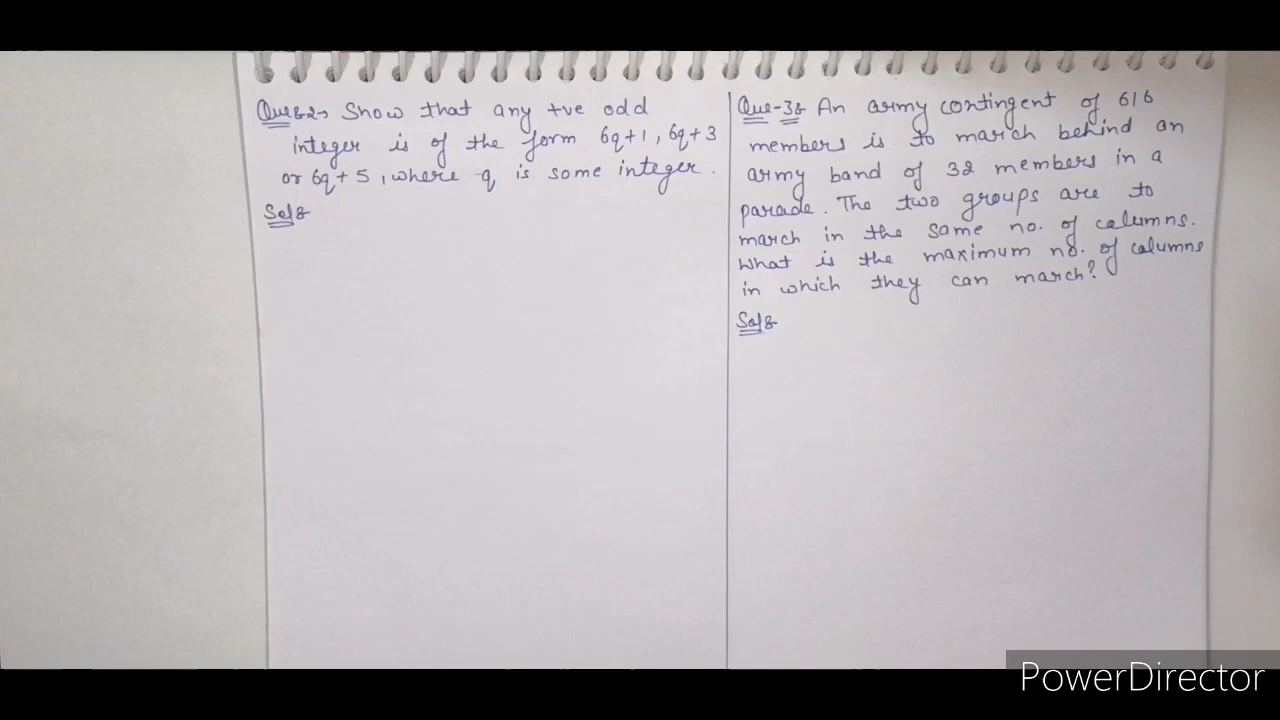 Que:2→ Show that any +ve odd
integer is of the form 6q+1, 6q+3
or 6q+5, where q is some integer.
Sol:
Que-3: An army contingent of 616
members is to march behind an
army band of 32 members in a
parade. The two groups are to
march in the same no. of columns.
What is the maximum no. of columns
in which they can march?
Sol:
PowerDirector